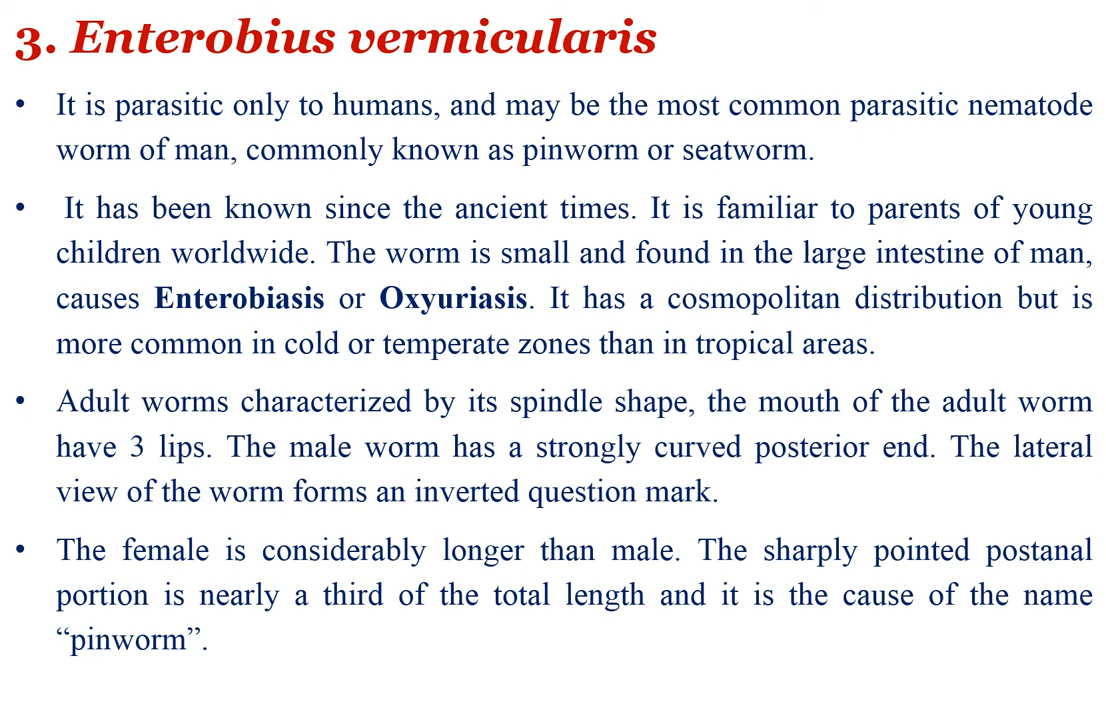 3. Enterobius vermicularis
• It is parasitic only to humans, and may be the most common parasitic nematode
worm of man, commonly known as pinworm or seatworm.
• It has been known since the ancient times. It is familiar to parents of young
children worldwide. The worm is small and found in the large intestine of man,
causes Enterobiasis or Oxyuriasis. It has a cosmopolitan distribution but is
more common in cold or temperate zones than in tropical areas.
• Adult worms characterized by its spindle shape, the mouth of the adult worm
have 3 lips. The male worm has a strongly curved posterior end. The lateral
view of the worm forms an inverted question mark.
• The female is considerably longer than male. The sharply pointed postanal
portion is nearly a third of the total length and it is the cause of the name
“pinworm”.